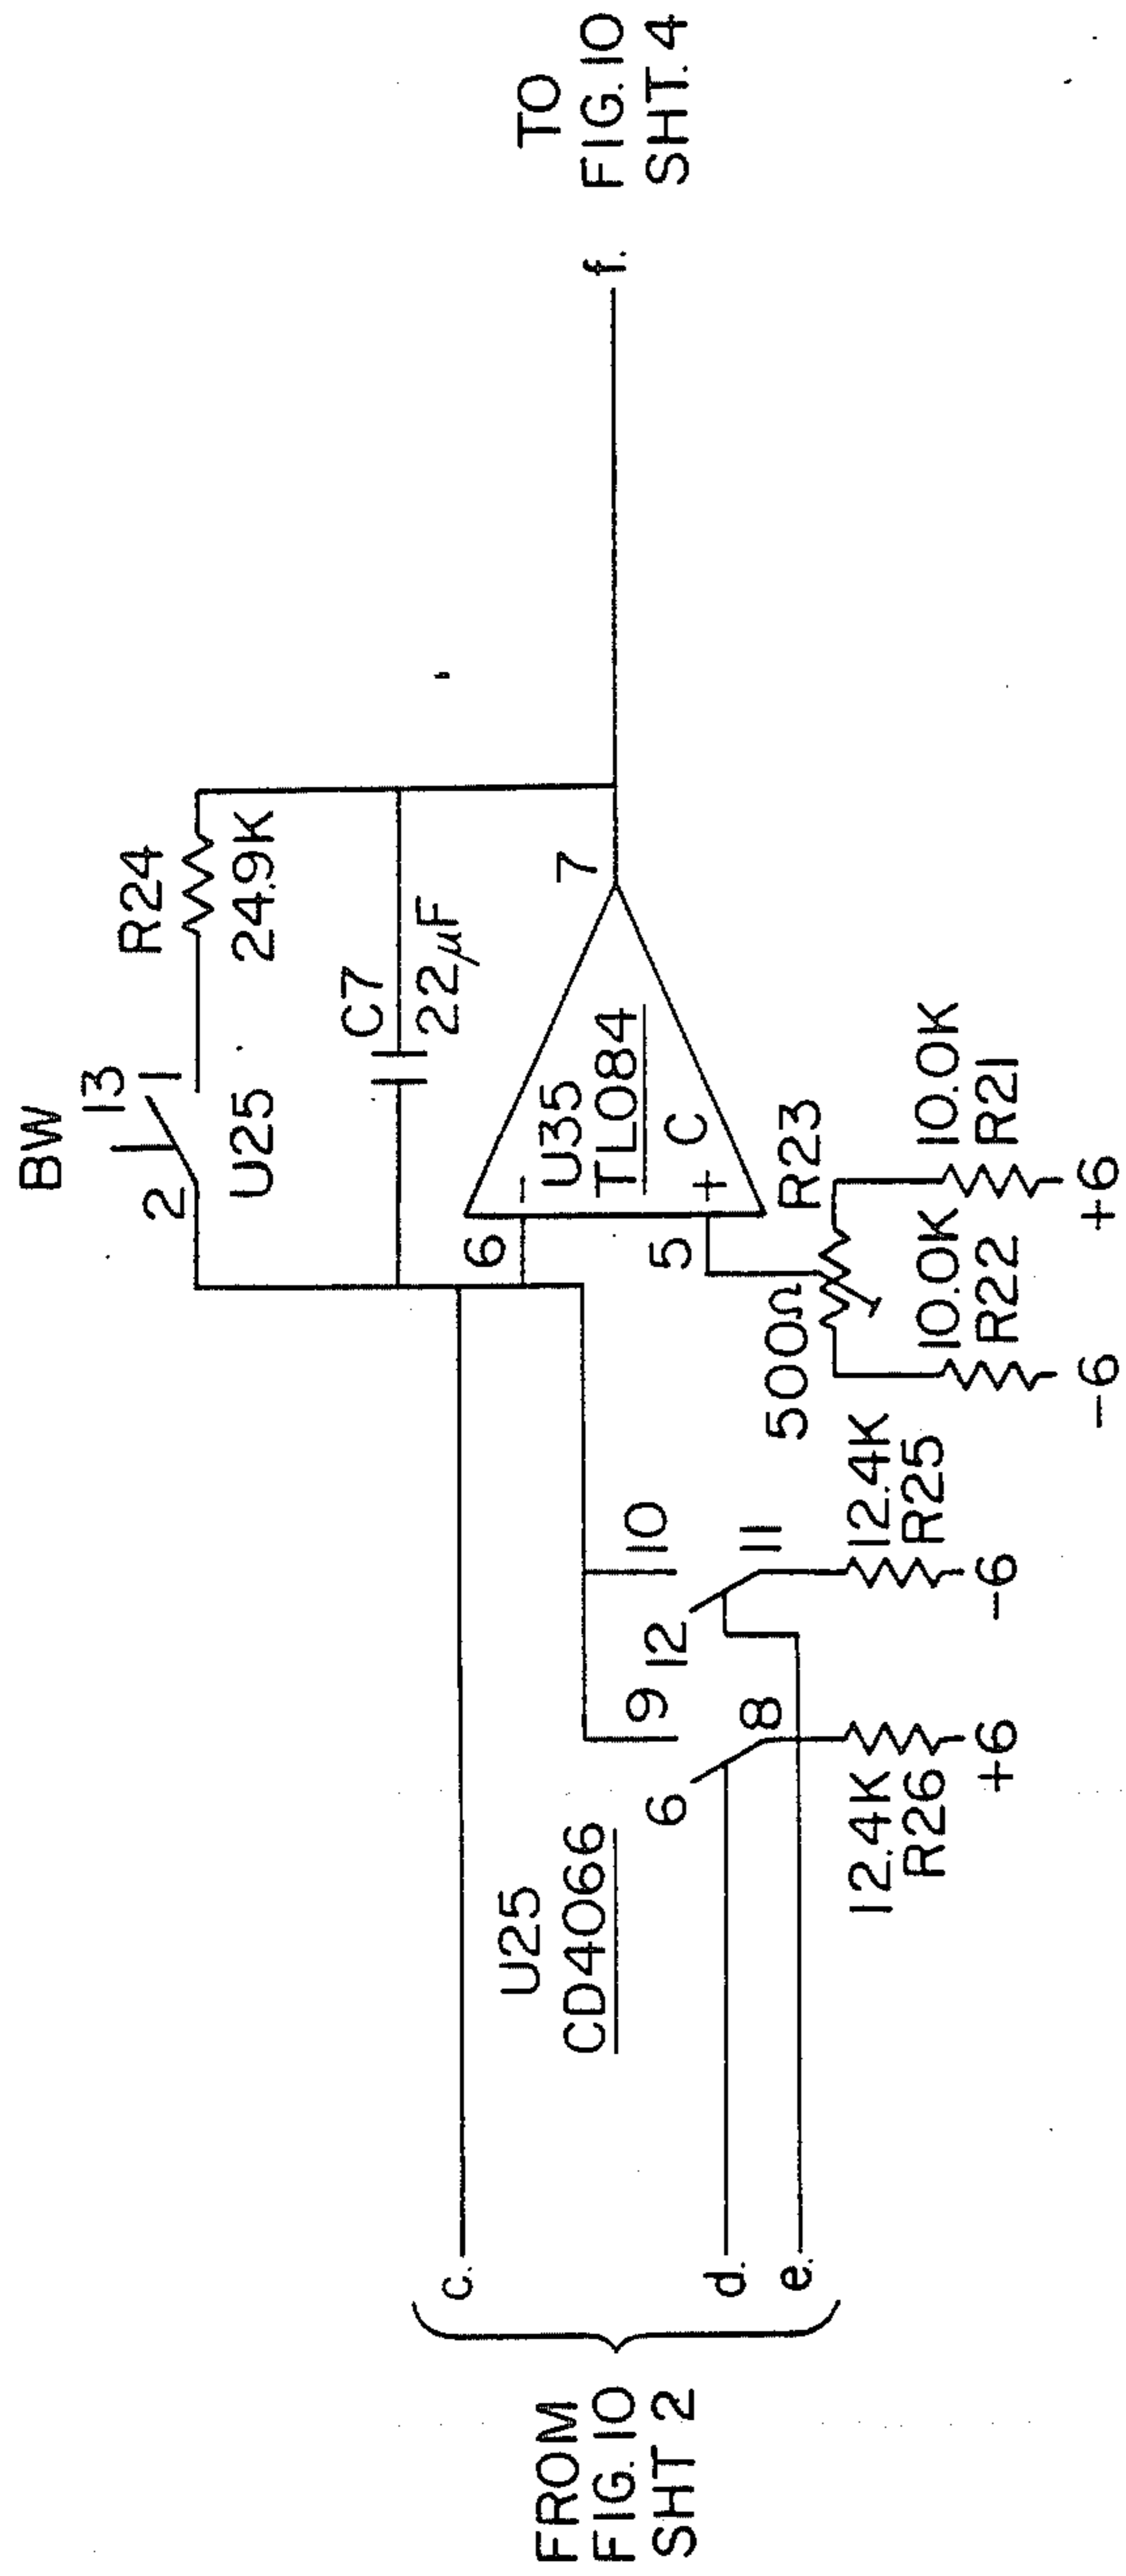 BW
13
2
1
U25
R24
24.9K
C7
22µF
c.
6
−
U35
TL084
C
+
5
7
f.
TO
FIG. 10
SHT. 4
FROM
FIG. 10
SHT 2
U25
CD4066
d.
e.
6
9
8
12
10
11
12.4K
R26
+6
12.4K
R25
−6
500Ω
R23
10.0K
R22
−6
10.0K
R21
+6